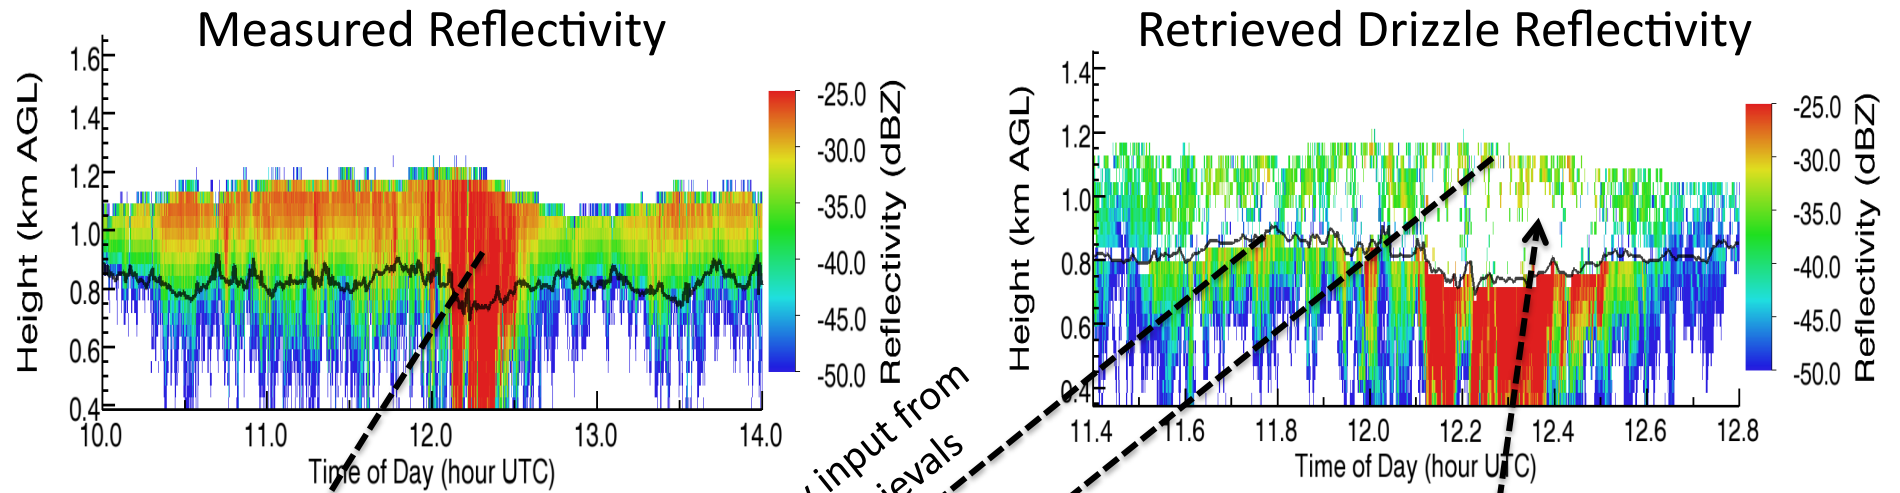 Measured Reflectivity
Height (km AGL)
1.6
1.4
1.2
1.0
0.8
0.6
0.4
10.0 11.0 12.0 13.0 14.0
Time of Day (hour UTC)
-25.0
-30.0
-35.0
-40.0
-45.0
-50.0
Reflectivity (dBZ)
input from
Retrieved Drizzle Reflectivity
Height (km AGL)
1.4
1.2
1.0
0.8
0.6
0.4
11.4 11.6 11.8 12.0 12.2 12.4 12.6 12.8
Time of Day (hour UTC)
-25.0
-30.0
-35.0
-40.0
-45.0
-50.0
Reflectivity (dBZ)